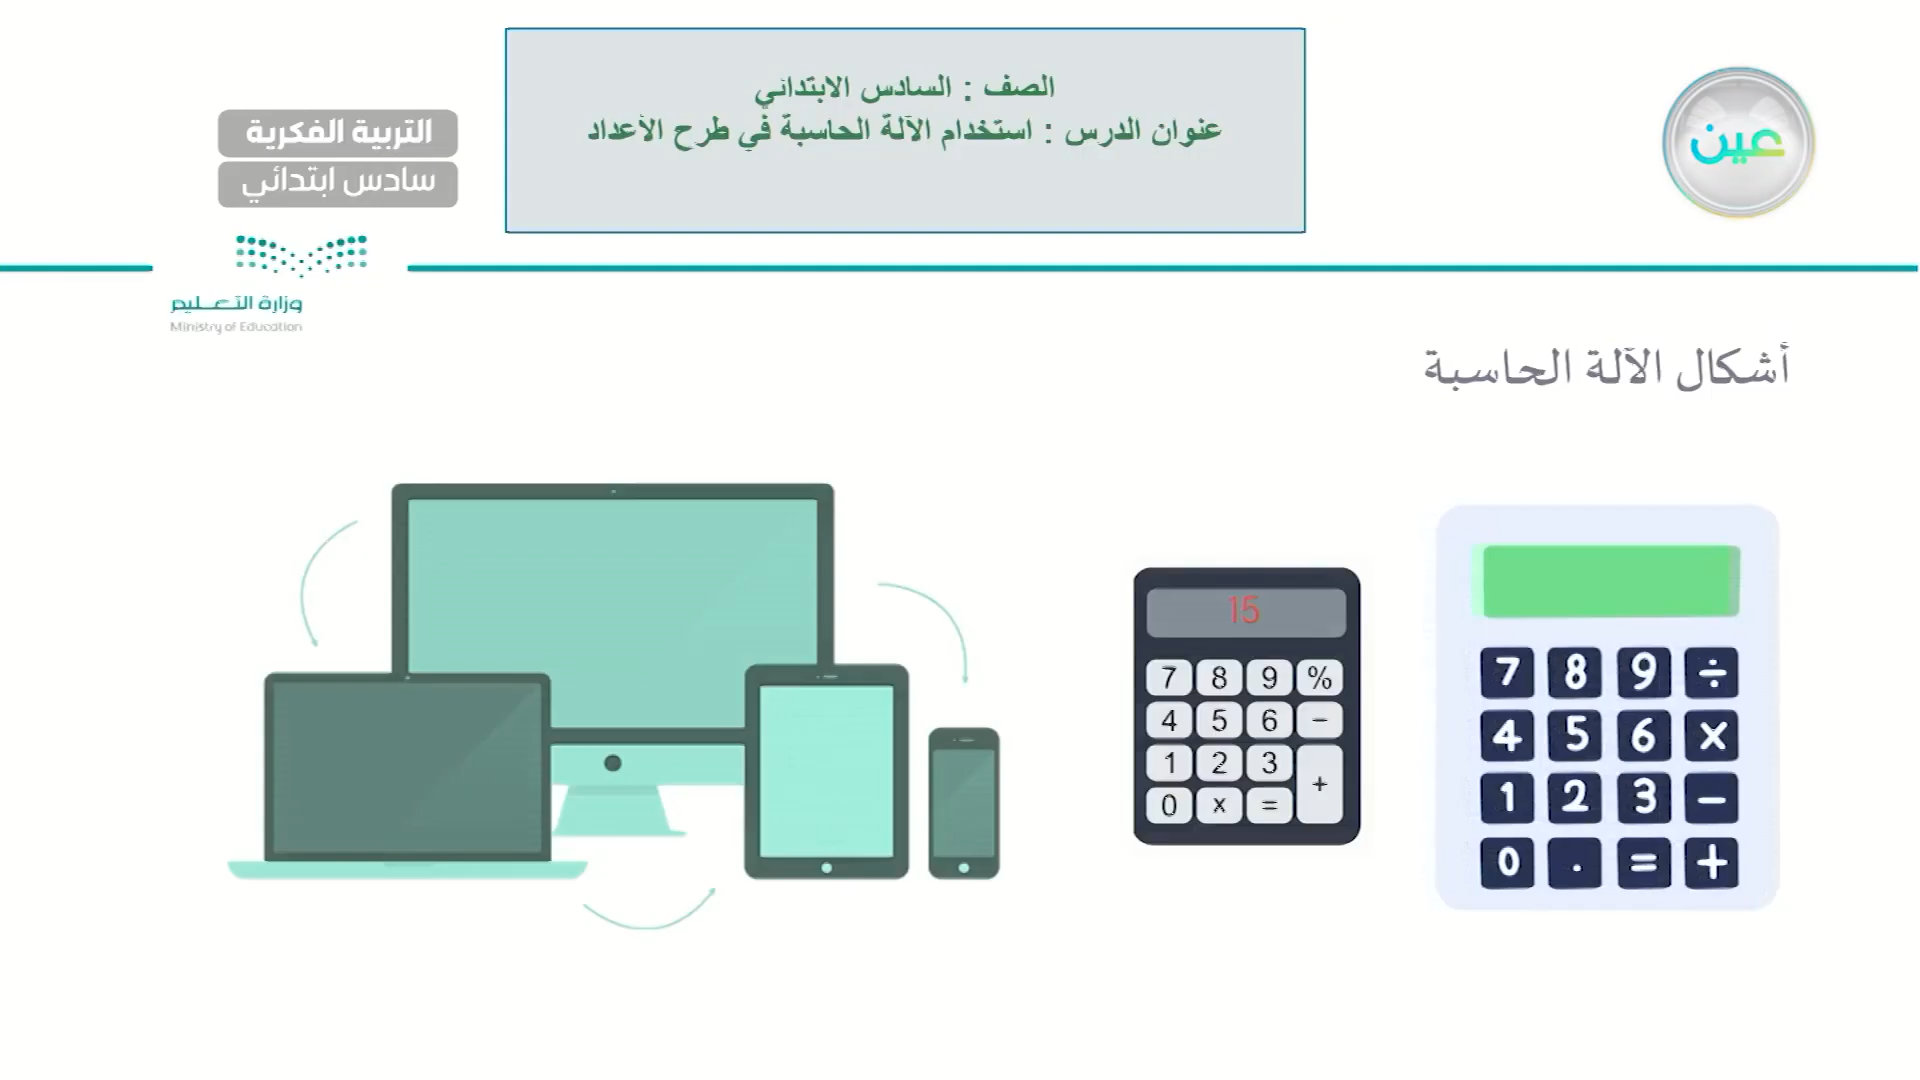 الصف : السادس الابتدائي
عنوان الدرس : استخدام الآلة الحاسبة في طرح الأعداد
عين
التربية الفكرية
سادس ابتدائي
وزارة التعليم
Ministry of Education
أشكال الآلة الحاسبة
15
7 8 9 %
4 5 6 −
1 2 3 +
0 x =
7 8 9 ÷
4 5 6 X
1 2 3 −
0 . = +